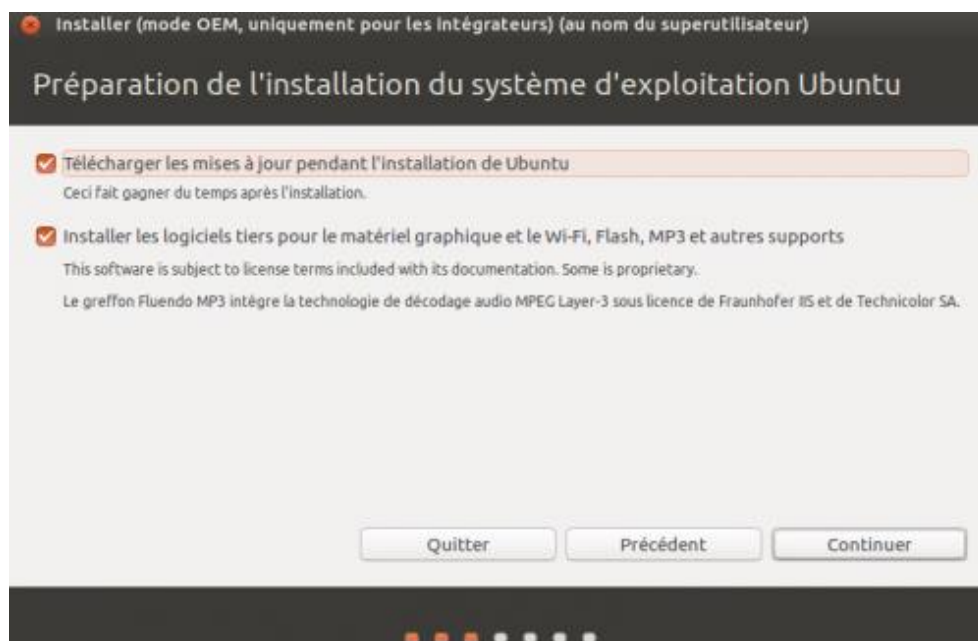 Installer (mode OEM, uniquement pour les intégrateurs) (au nom du superutilisateur)
Préparation de l'installation du système d'exploitation Ubuntu
Télécharger les mises à jour pendant l'installation de Ubuntu
Ceci fait gagner du temps après l'installation.
Installer les logiciels tiers pour le matériel graphique et le Wi-Fi, Flash, MP3 et autres supports
This software is subject to license terms included with its documentation. Some is proprietary.
Le greffon Fluendo MP3 intègre la technologie de décodage audio MPEG Layer-3 sous licence de Fraunhofer IIS et de Technicolor SA.
Quitter Précédent Continuer